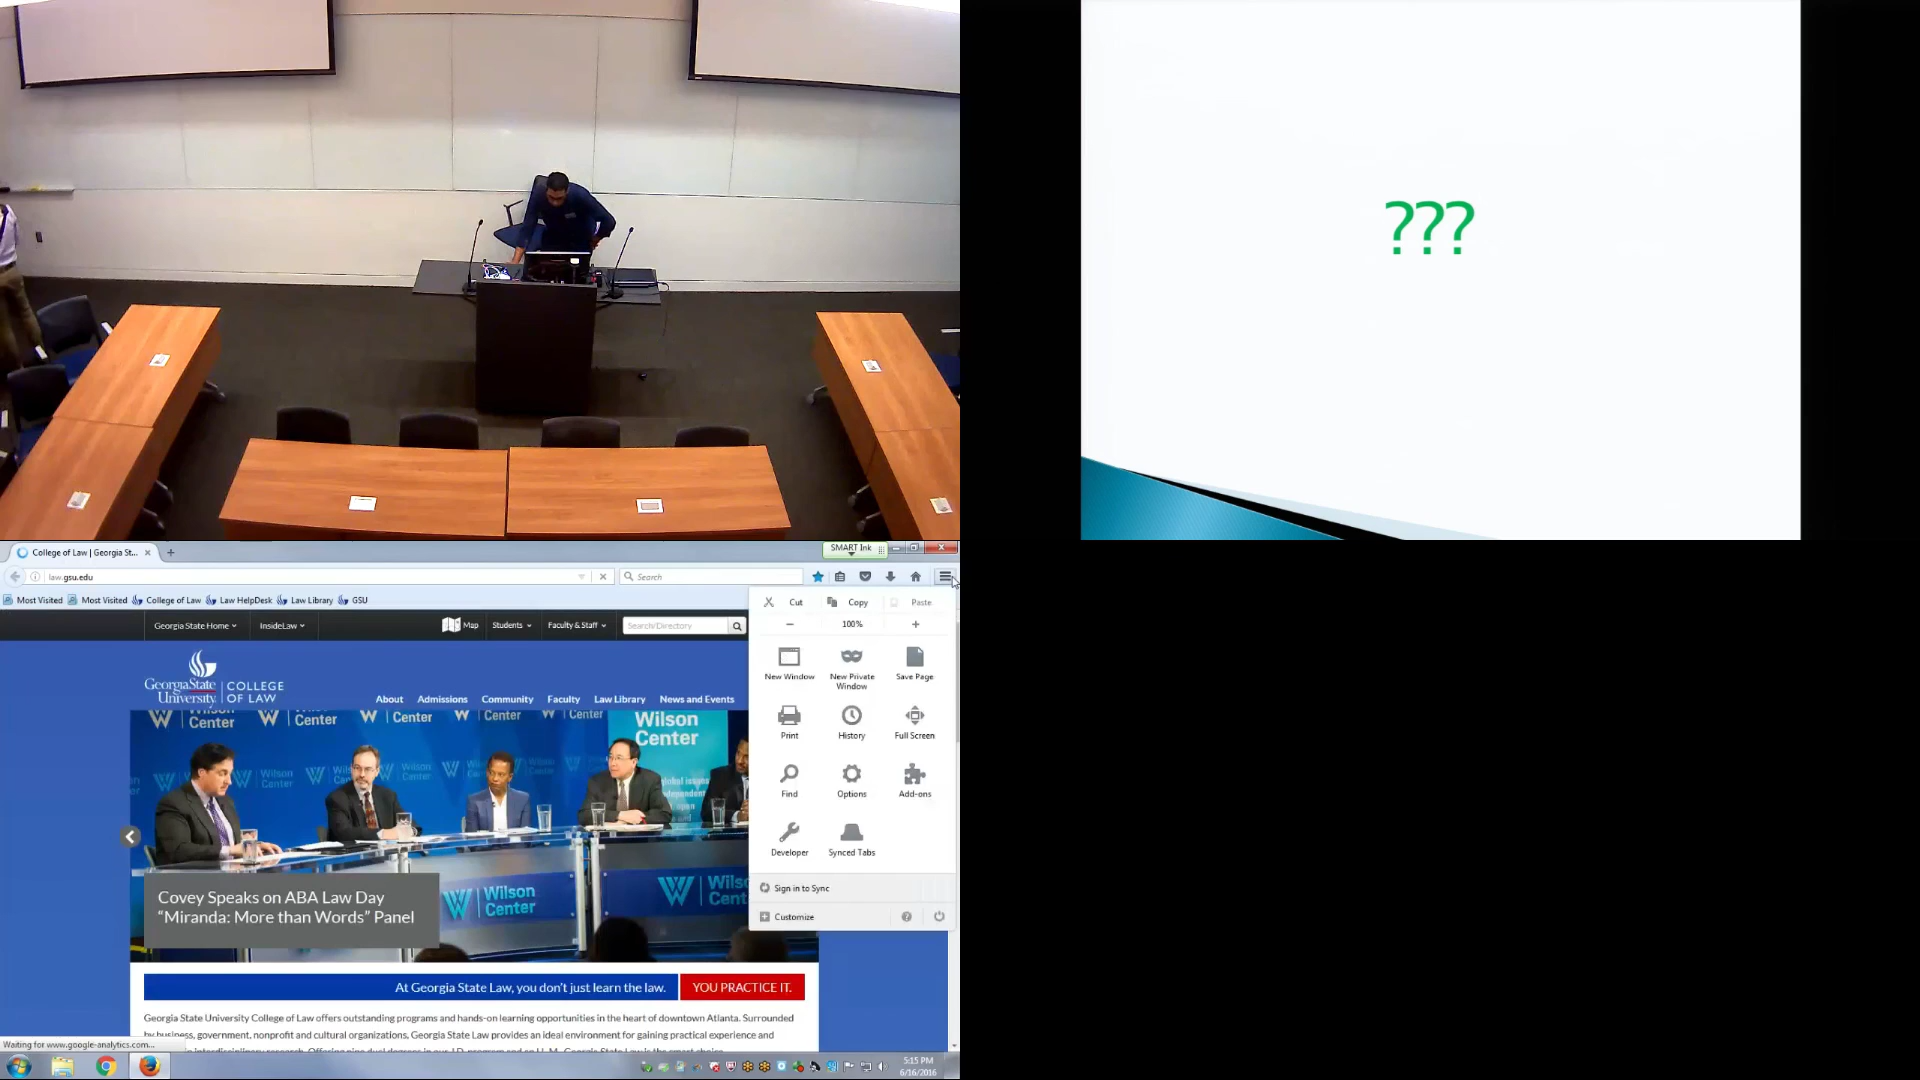 ???
College of Law | Georgia St...
SMART Ink
law.gsu.edu
Search
Most Visited
Most Visited
College of Law
Law HelpDesk
Law Library
GSU
Cut
Copy
Paste
100%
Georgia State Home
InsideLaw
Map
Students
Faculty & Staff
Search/Directory
New Window
New Private
Window
Save Page
GeorgiaState
University
COLLEGE
OF LAW
About
Admissions
Community
Faculty
Law Library
News and Events
Print
History
Full Screen
Wilson
Center
Find
Options
Add-ons
Developer
Synced Tabs
Sign in to Sync
Customize
Covey Speaks on ABA Law Day
“Miranda: More than Words” Panel
Wilson
Center
At Georgia State Law, you don't just learn the law.
YOU PRACTICE IT.
Georgia State University College of Law offers outstanding programs and hands-on learning opportunities in the heart of downtown Atlanta. Surrounded
by business, government, nonprofit and cultural organizations, Georgia State Law provides an ideal environment for gaining practical experience and
Waiting for www.google-analytics.com...
5:15 PM
6/16/2016